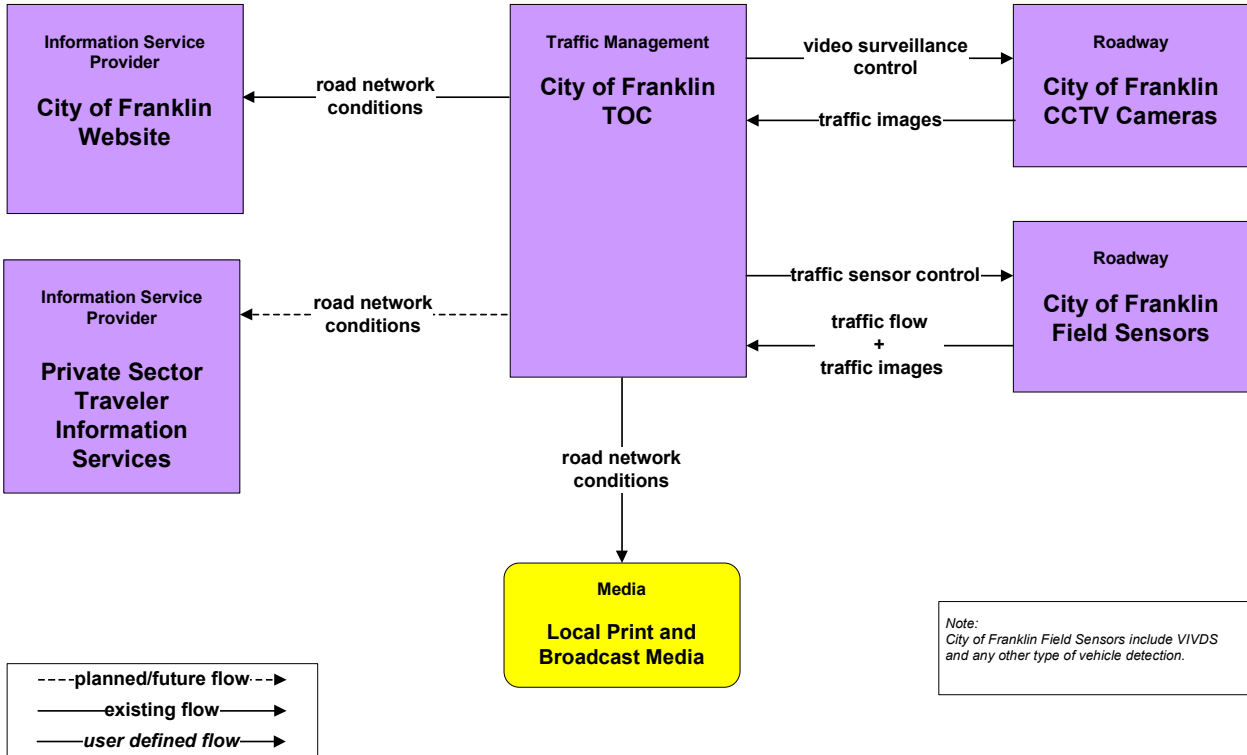 Information Service
Provider
City of Franklin
Website
road network
conditions
Traffic Management
City of Franklin
TOC
video surveillance
control
traffic images
Roadway
City of Franklin
CCTV Cameras
Information Service
Provider
Private Sector
Traveler
Information
Services
road network
conditions
traffic sensor control
traffic flow
+
traffic images
Roadway
City of Franklin
Field Sensors
road network
conditions
Media
Local Print and
Broadcast Media
Note:
City of Franklin Field Sensors include VIVDS
and any other type of vehicle detection.
planned/future flow
existing flow
user defined flow